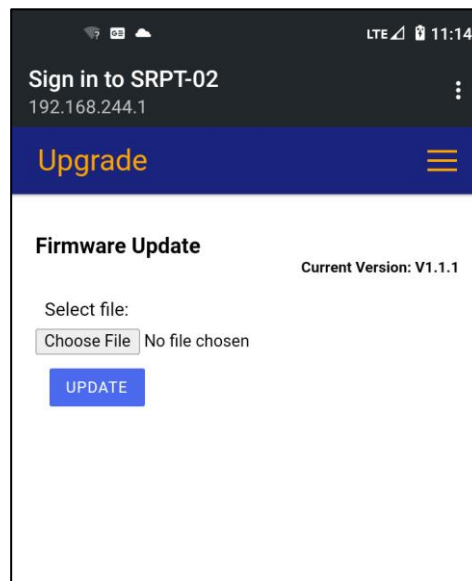 LTE 11:14
Sign in to SRPT-02
192.168.244.1
Upgrade
Firmware Update
Current Version: V1.1.1
Select file:
Choose File No file chosen
UPDATE